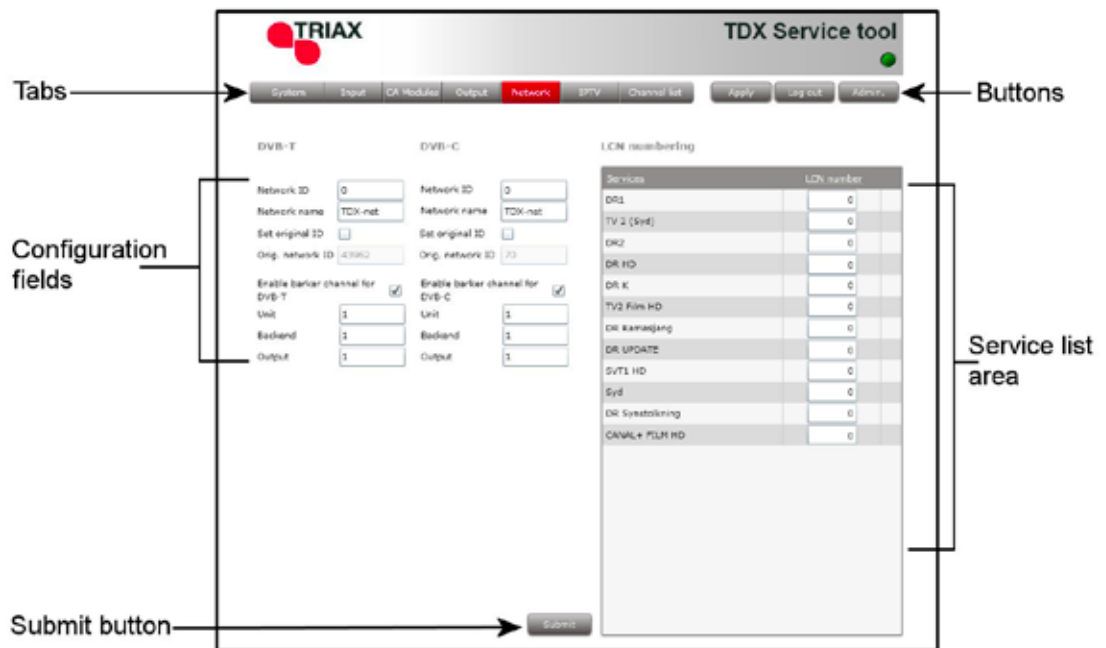 TRIAX
TDX Service tool
Tabs
System Input CA Modules Output Network IPTV Channel list Apply Log out Admin.
Buttons
DVB-T DVB-C LCN numbering
Services LCN number
Network ID 0 Network ID 0
Network name TDX-net Network name TDX-net
Set original ID Set original ID
Orig. network ID 43962 Orig. network ID 70
Enable barker channel for DVB-T Enable barker channel for DVB-C
Unit 1 Unit 1
Backend 1 Backend 1
Output 1 Output 1
Configuration
fields
DR1 0
TV 2 (Syd) 0
DR2 0
DR HD 0
DR K 0
TV2 Film HD 0
DR Ramasjang 0
DR UPDATE 0
SVT1 HD 0
Syd 0
DR Synstolkning 0
CANAL+ FILM HD 0
Service list
area
Submit button
Submit